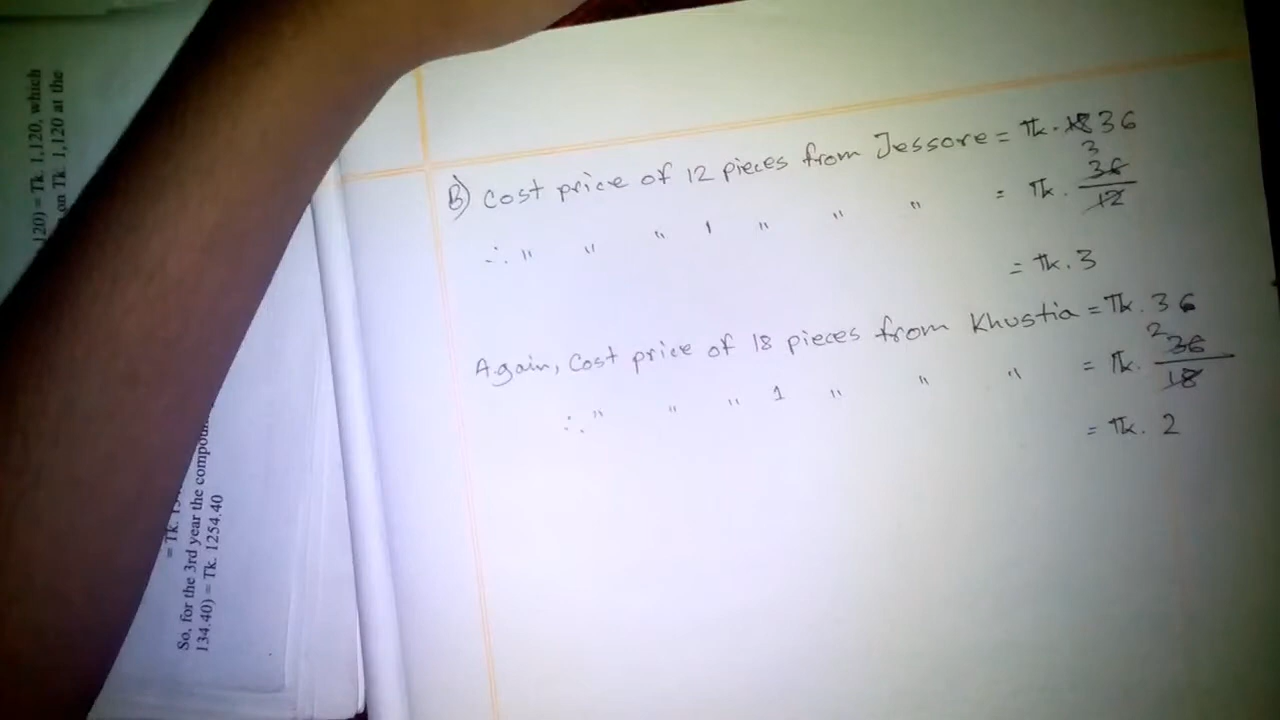 120) = Tk. 1,120, which
on Tk 1,120 at the
= Tk.
So, for the 3rd year the
134.40) = Tk. 1254.40
B) Cost price of 12 pieces from Jessore = Tk. 18 36
∴ " " " 1 " " " = Tk. 3 36/12
= Tk. 3
Again, Cost price of 18 pieces from Khustia = Tk. 36
∴ " " " 1 " " " = Tk. 2 36/18
= Tk. 2